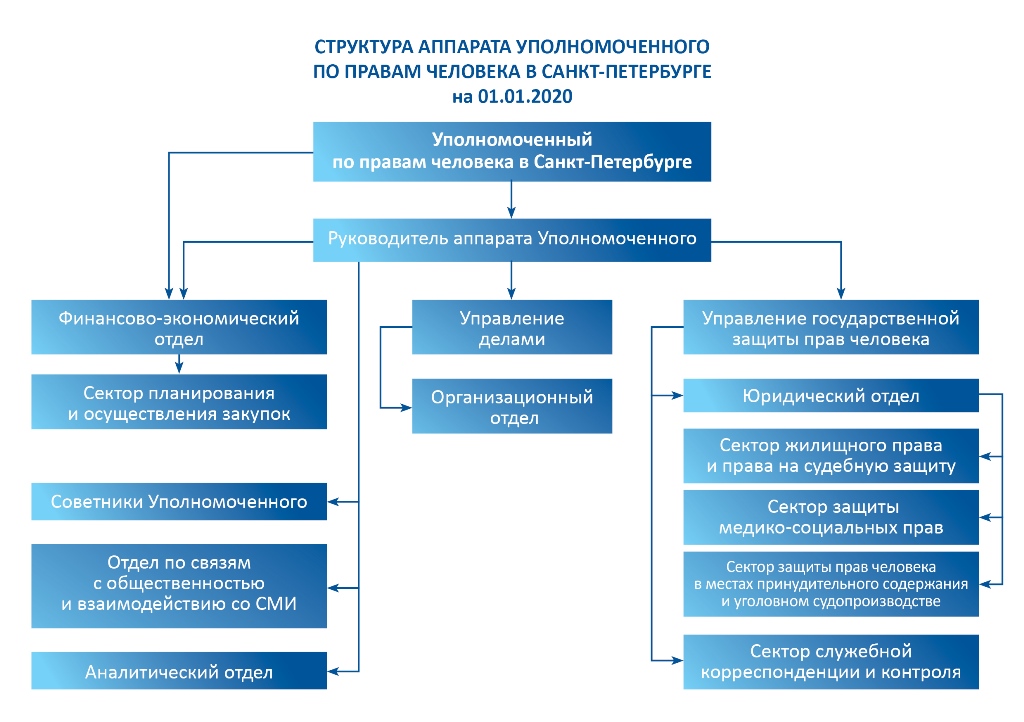 СТРУКТУРА АППАРАТА УПОЛНОМОЧЕННОГО
ПО ПРАВАМ ЧЕЛОВЕКА В САНКТ-ПЕТЕРБУРГЕ
на 01.01.2020
Уполномоченный
по правам человека в Санкт-Петербурге
Руководитель аппарата Уполномоченного
Финансово-экономический
отдел
Сектор планирования
и осуществления закупок
Советники Уполномоченного
Отдел по связям
с общественностью
и взаимодействию со СМИ
Аналитический отдел
Управление
делами
Организационный
отдел
Управление государственной
защиты прав человека
Юридический отдел
Сектор жилищного права
и права на судебную защиту
Сектор защиты
медико-социальных прав
Сектор защиты прав человека
в местах принудительного содержания
и уголовном судопроизводстве
Сектор служебной
корреспонденции и контроля